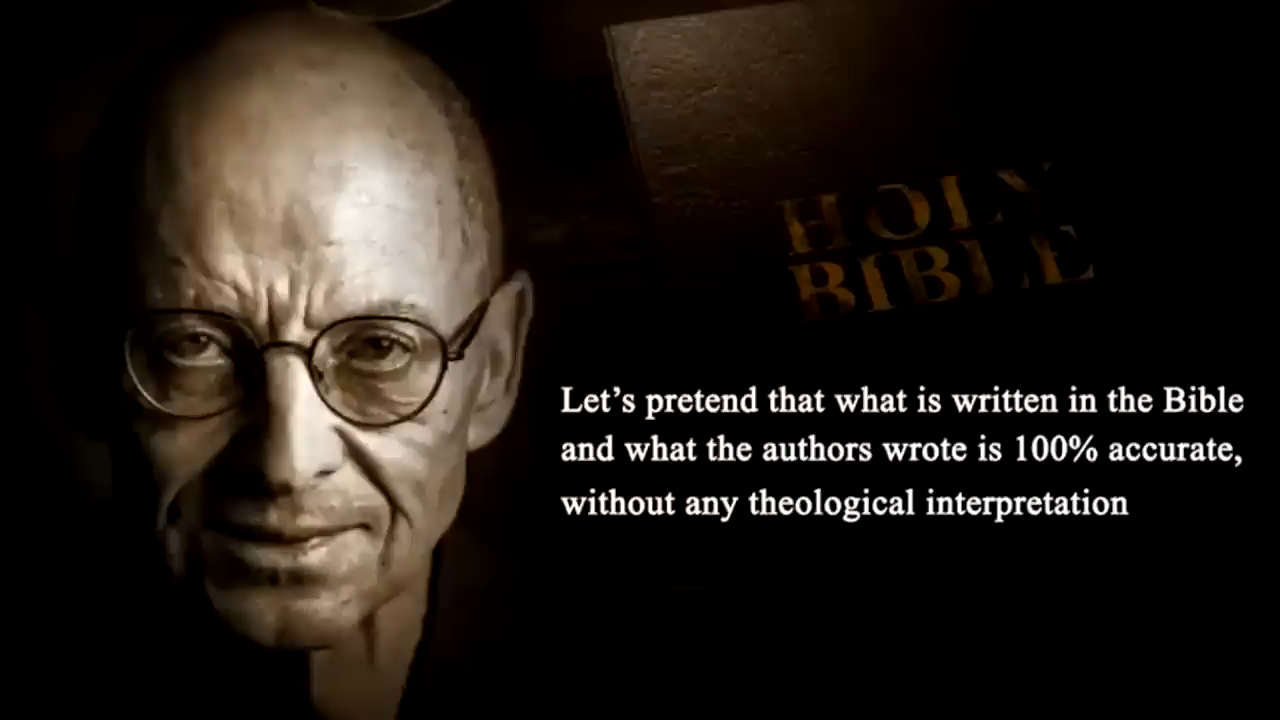 HOLY
BIBLE
Let’s pretend that what is written in the Bible
and what the authors wrote is 100% accurate,
without any theological interpretation